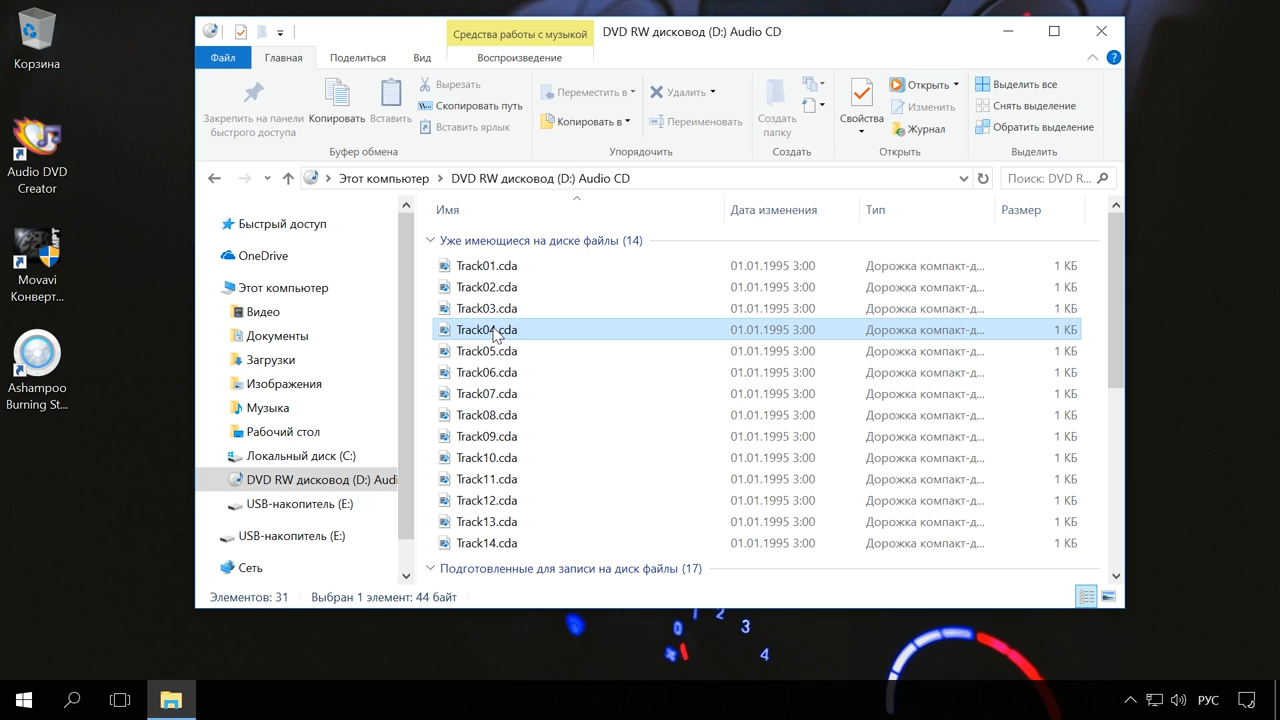 Корзина
Audio DVD
Creator
Movavi
Конверт...
Ashampoo
Burning St...
Средства работы с музыкой
DVD RW дисковод (D:) Audio CD
Файл
Главная
Поделиться
Вид
Воспроизведение
Закрепить на панели
быстрого доступа
Копировать
Вставить
Вырезать
Скопировать путь
Вставить ярлык
Буфер обмена
Переместить в
Копировать в
Удалить
Переименовать
Упорядочить
Создать
папку
Создать
Свойства
Открыть
Изменить
Журнал
Открыть
Выделить все
Снять выделение
Обратить выделение
Выделить
Этот компьютер
DVD RW дисковод (D:) Audio CD
Поиск: DVD R...
Быстрый доступ
OneDrive
Этот компьютер
Видео
Документы
Загрузки
Изображения
Музыка
Рабочий стол
Локальный диск (C:)
DVD RW дисковод (D:) Audi
USB-накопитель (E:)
USB-накопитель (E:)
Сеть
Имя Дата изменения Тип Размер
Уже имеющиеся на диске файлы (14)
Track01.cda 01.01.1995 3:00 Дорожка компакт-д... 1 КБ
Track02.cda 01.01.1995 3:00 Дорожка компакт-д... 1 КБ
Track03.cda 01.01.1995 3:00 Дорожка компакт-д... 1 КБ
Track04.cda 01.01.1995 3:00 Дорожка компакт-д... 1 КБ
Track05.cda 01.01.1995 3:00 Дорожка компакт-д... 1 КБ
Track06.cda 01.01.1995 3:00 Дорожка компакт-д... 1 КБ
Track07.cda 01.01.1995 3:00 Дорожка компакт-д... 1 КБ
Track08.cda 01.01.1995 3:00 Дорожка компакт-д... 1 КБ
Track09.cda 01.01.1995 3:00 Дорожка компакт-д... 1 КБ
Track10.cda 01.01.1995 3:00 Дорожка компакт-д... 1 КБ
Track11.cda 01.01.1995 3:00 Дорожка компакт-д... 1 КБ
Track12.cda 01.01.1995 3:00 Дорожка компакт-д... 1 КБ
Track13.cda 01.01.1995 3:00 Дорожка компакт-д... 1 КБ
Track14.cda 01.01.1995 3:00 Дорожка компакт-д... 1 КБ
Подготовленные для записи на диск файлы (17)
Элементов: 31 Выбран 1 элемент: 44 байт
0 1 2 3 4
РУС